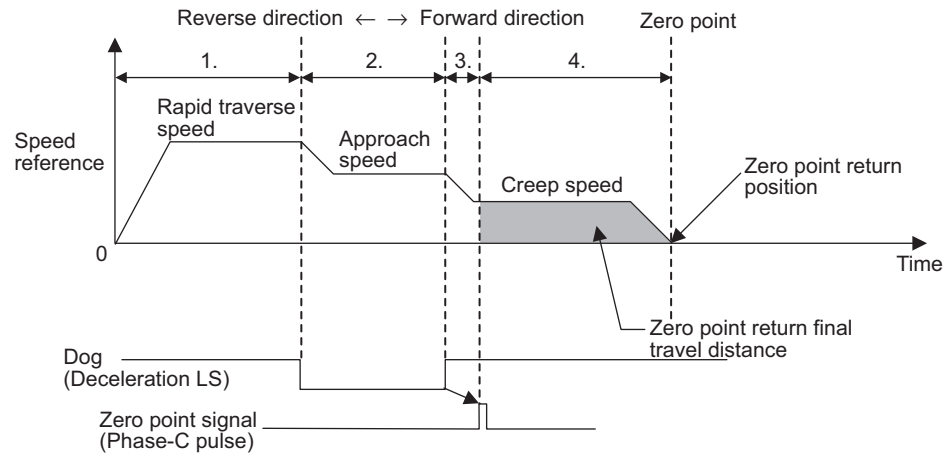 Reverse direction ← → Forward direction
Zero point
1.
2.
3.
4.
Rapid traverse
speed
Approach
speed
Creep speed
Speed
reference
Zero point return
position
0
Time
Zero point return final
travel distance
Dog
(Deceleration LS)
Zero point signal
(Phase-C pulse)